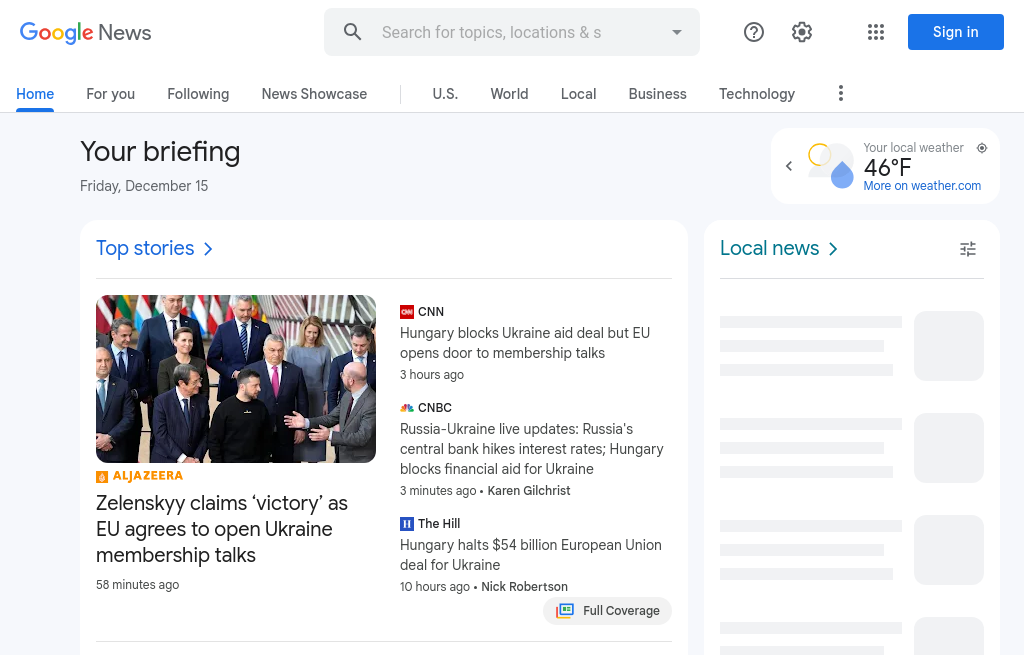 Google News
Search for topics, locations & s
Sign in
Home
For you
Following
News Showcase
U.S.
World
Local
Business
Technology
Your briefing
Friday, December 15
Your local weather
46°F
More on weather.com
Top stories
Local news
ALJAZEERA
Zelenskyy claims ‘victory’ as
EU agrees to open Ukraine
membership talks
58 minutes ago
CNN
CNN
Hungary blocks Ukraine aid deal but EU
opens door to membership talks
3 hours ago
CNBC
Russia-Ukraine live updates: Russia's
central bank hikes interest rates; Hungary
blocks financial aid for Ukraine
3 minutes ago • Karen Gilchrist
H
The Hill
Hungary halts $54 billion European Union
deal for Ukraine
10 hours ago • Nick Robertson
Full Coverage